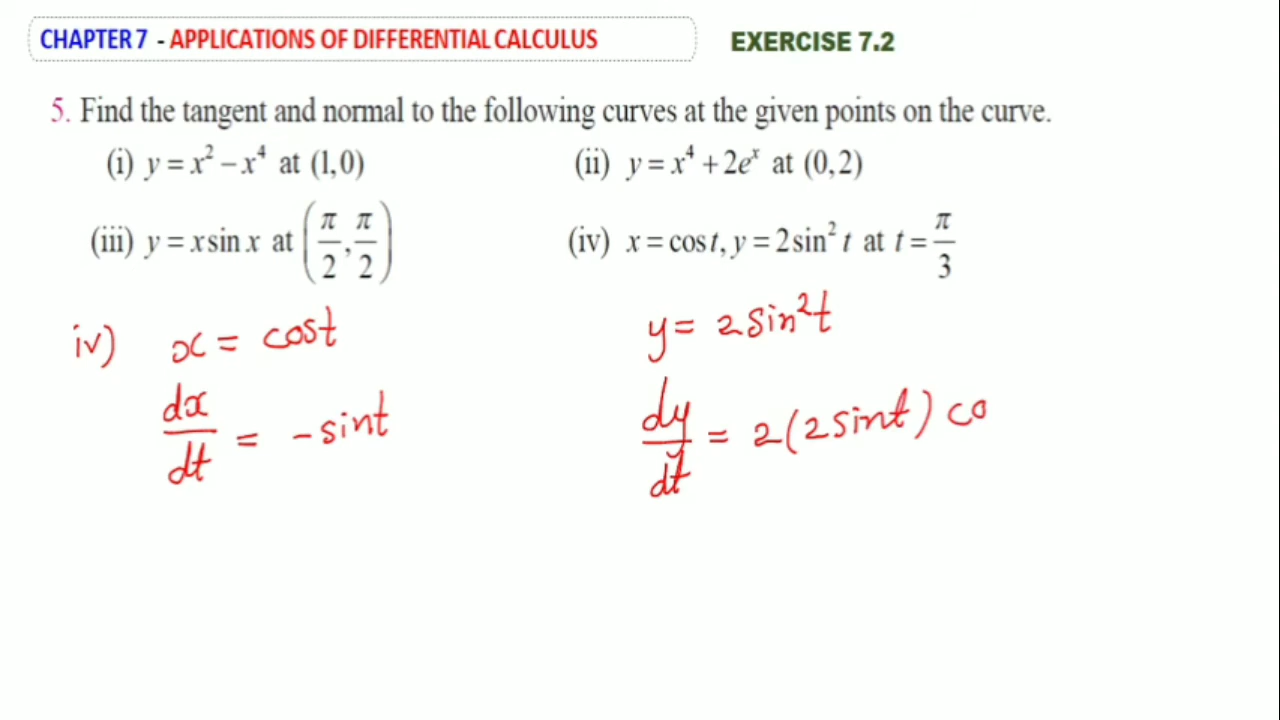 CHAPTER 7 - APPLICATIONS OF DIFFERENTIAL CALCULUS EXERCISE 7.2
5. Find the tangent and normal to the following curves at the given points on the curve.
(i) y = x² – x⁴ at (1,0) (ii) y = x⁴ + 2eˣ at (0,2)
(iii) y = x sin x at (π/2, π/2) (iv) x = cos t, y = 2sin² t at t = π/3
iv) x = cost y = 2sin²t
dx/dt = -sint dy/dt = 2(2sint) co